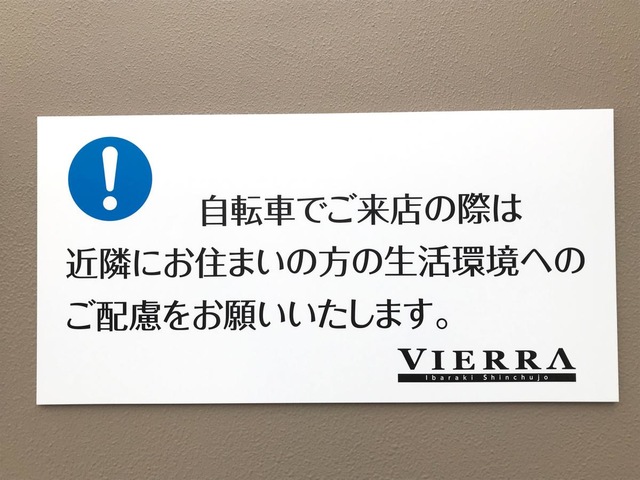 自転車でご来店の際は
近隣にお住まいの方の生活環境への
ご配慮をお願いいたします。
VIERRA
Ibaraki Shinchujo